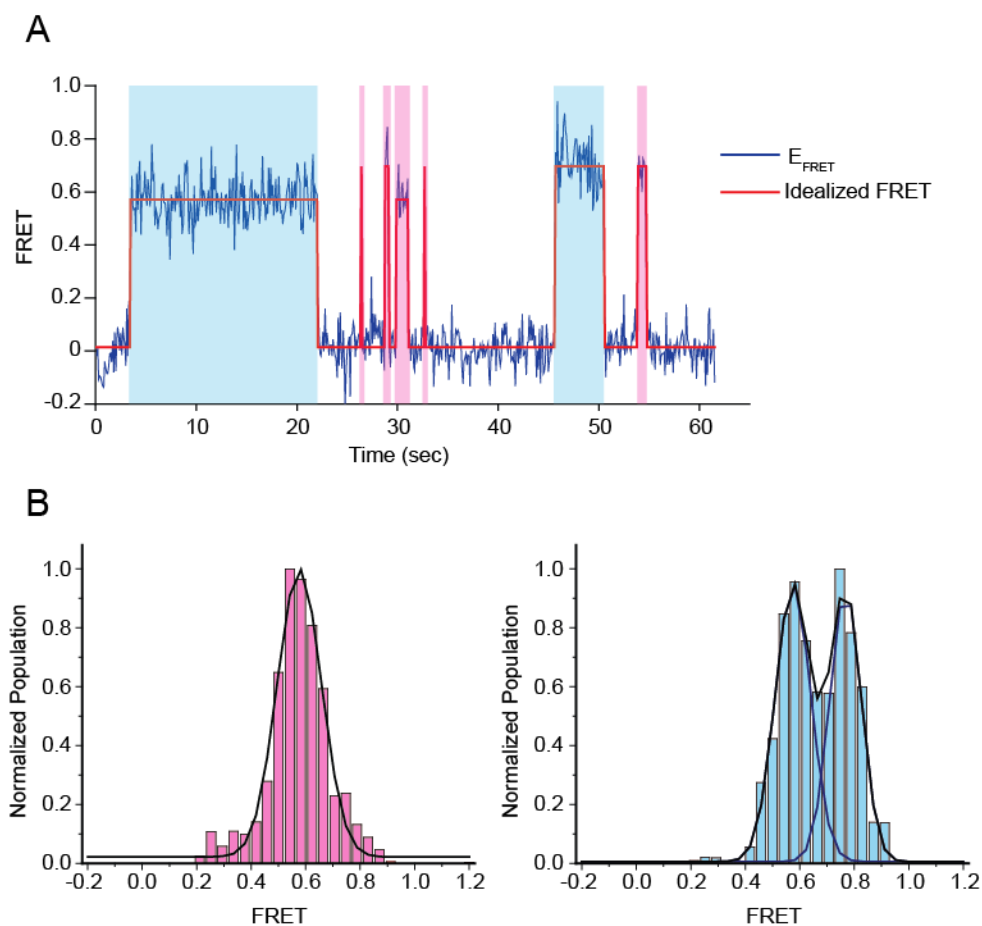 A
FRET
1.0
0.8
0.6
0.4
0.2
0
-0.2
0 10 20 30 40 50 60
Time (sec)
E_FRET
Idealized FRET
B
Normalized Population
1.0
0.8
0.6
0.4
0.2
0.0
-0.2 0.0 0.2 0.4 0.6 0.8 1.0 1.2
FRET
Normalized Population
1.0
0.8
0.6
0.4
0.2
0.0
-0.2 0.0 0.2 0.4 0.6 0.8 1.0 1.2
FRET